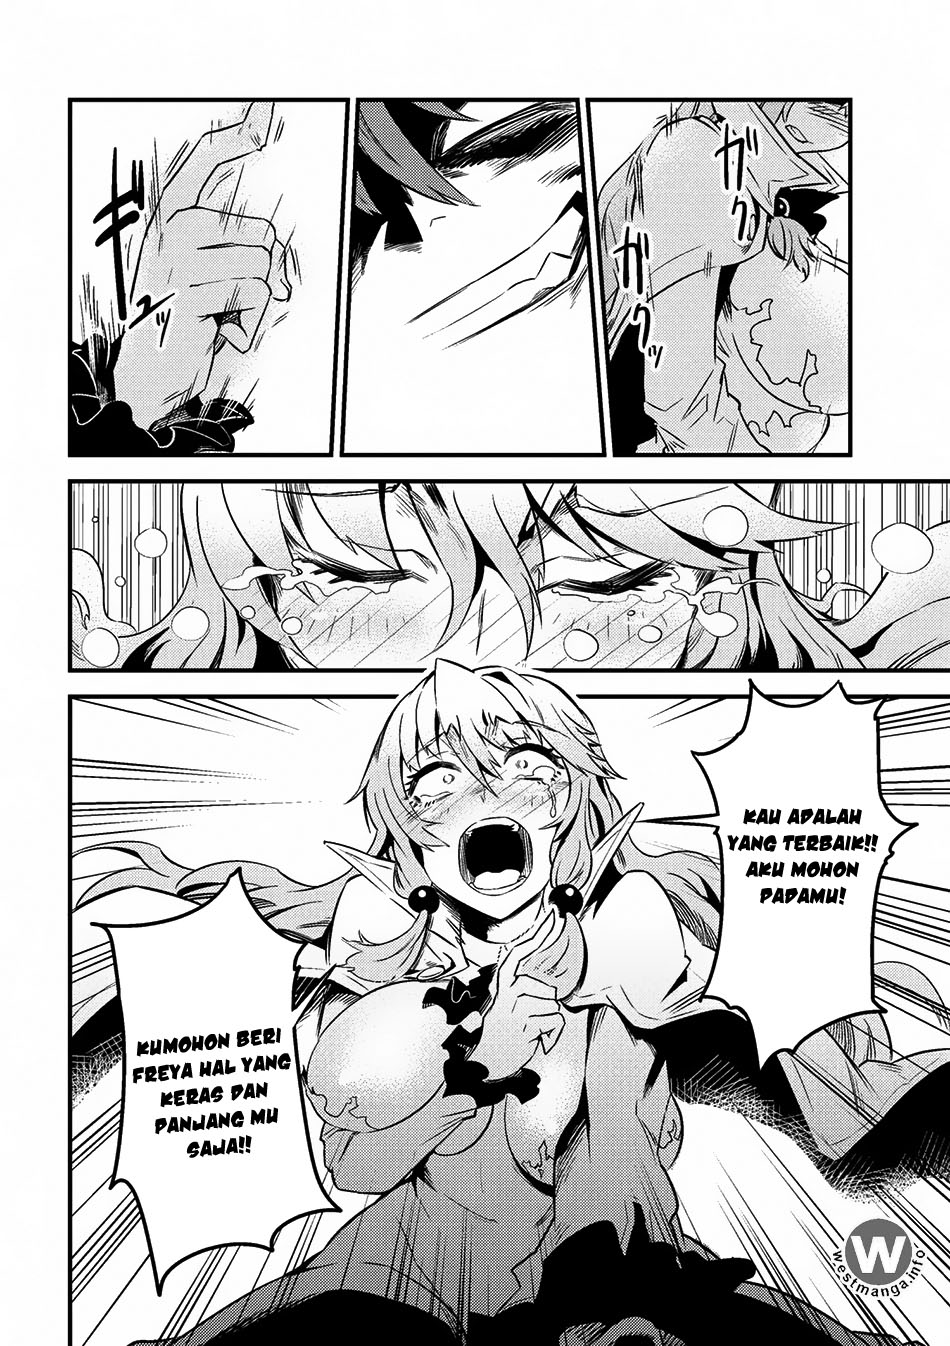 ガク
ガクッ
ギュッ
KAU ADALAH
YANG TERBAIK!!
AKU MOHON
PADAMU!
KUMOHON BERI
FREYA HAL YANG
KERAS DAN
PANJANG MU
SAJA!!
W
westmanga.info